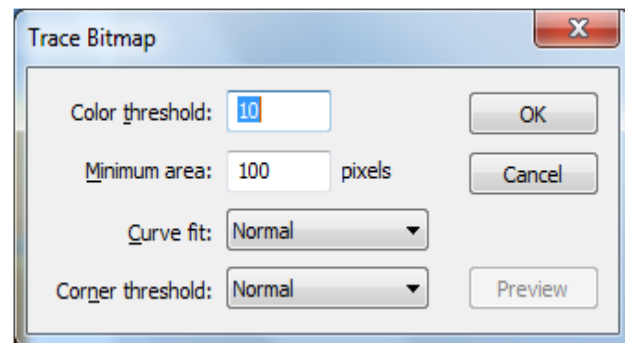 Trace Bitmap
Color threshold: 10 OK
Minimum area: 100 pixels Cancel
Curve fit: Normal
Corner threshold: Normal Preview